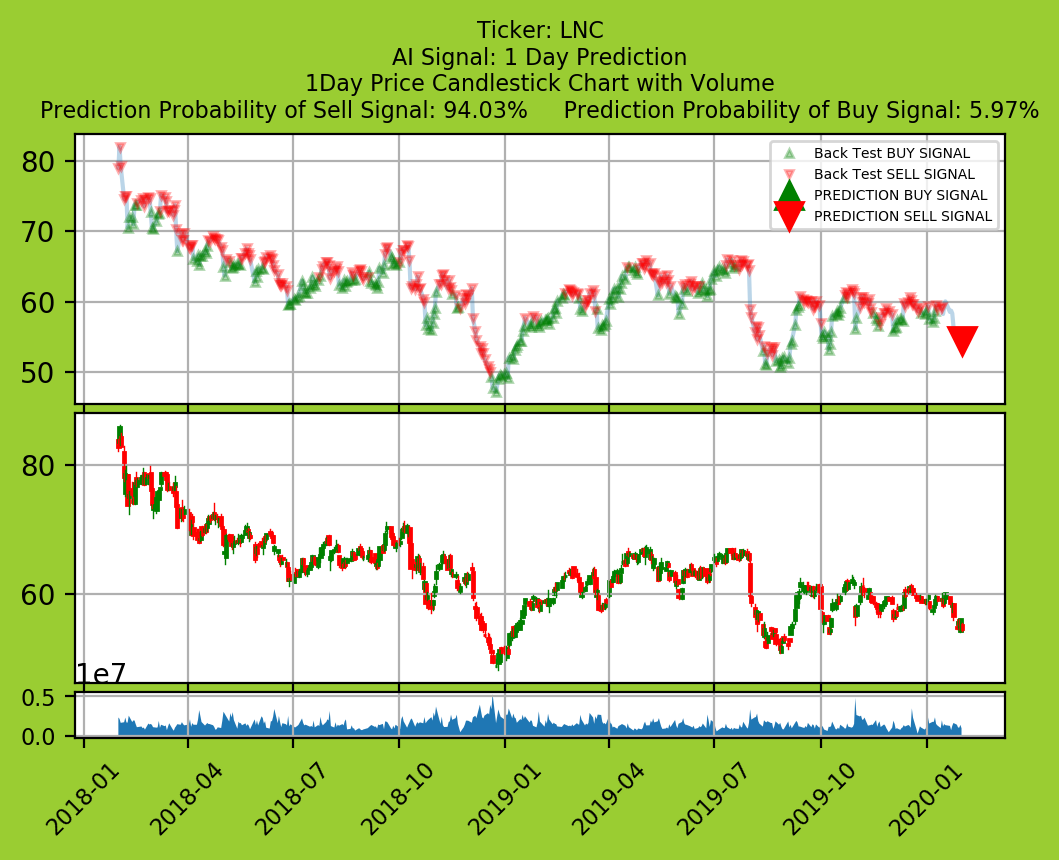 Ticker: LNC
AI Signal: 1 Day Prediction
1Day Price Candlestick Chart with Volume
Prediction Probability of Sell Signal: 94.03%     Prediction Probability of Buy Signal: 5.97%
Back Test BUY SIGNAL
Back Test SELL SIGNAL
PREDICTION BUY SIGNAL
PREDICTION SELL SIGNAL
80
70
60
50
80
60
1e7
0.5
0.0
2018-01 2018-04 2018-07 2018-10 2019-01 2019-04 2019-07 2019-10 2020-01